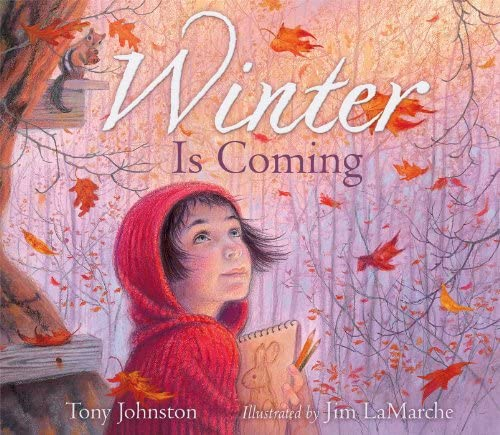 Winter
Is Coming
Tony Johnston Illustrated by Jim LaMarche